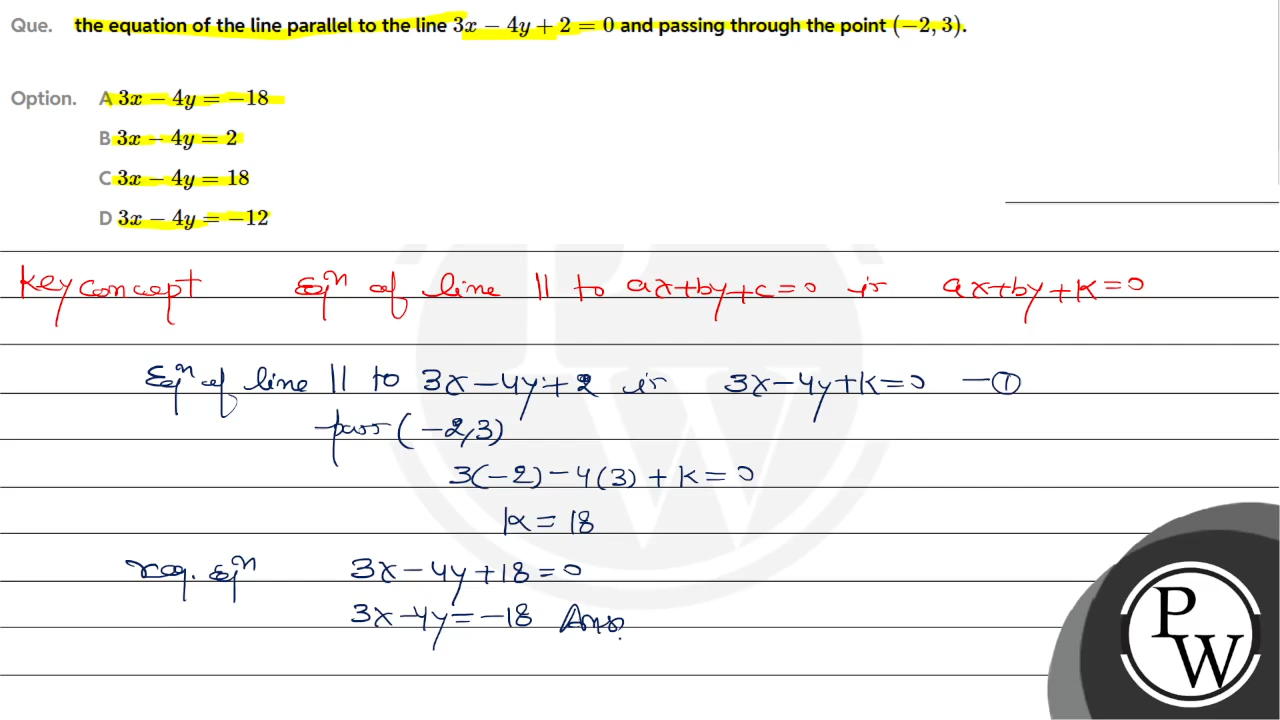 Que. the equation of the line parallel to the line 3x − 4y + 2 = 0 and passing through the point (−2, 3).
Option. A 3x − 4y = −18
B 3x − 4y = 2
C 3x − 4y = 18
D 3x − 4y = −12
Key concept Eqⁿ of line || to ax+by+c=0 is ax+by+k=0
Eqⁿ of line || to 3x−4y+2 is 3x−4y+k=0 —①
pass (−2,3)
3(−2)−4(3)+k=0
k=18
req. Eqⁿ 3x−4y+18=0
3x−4y=−18 Ans.
PW